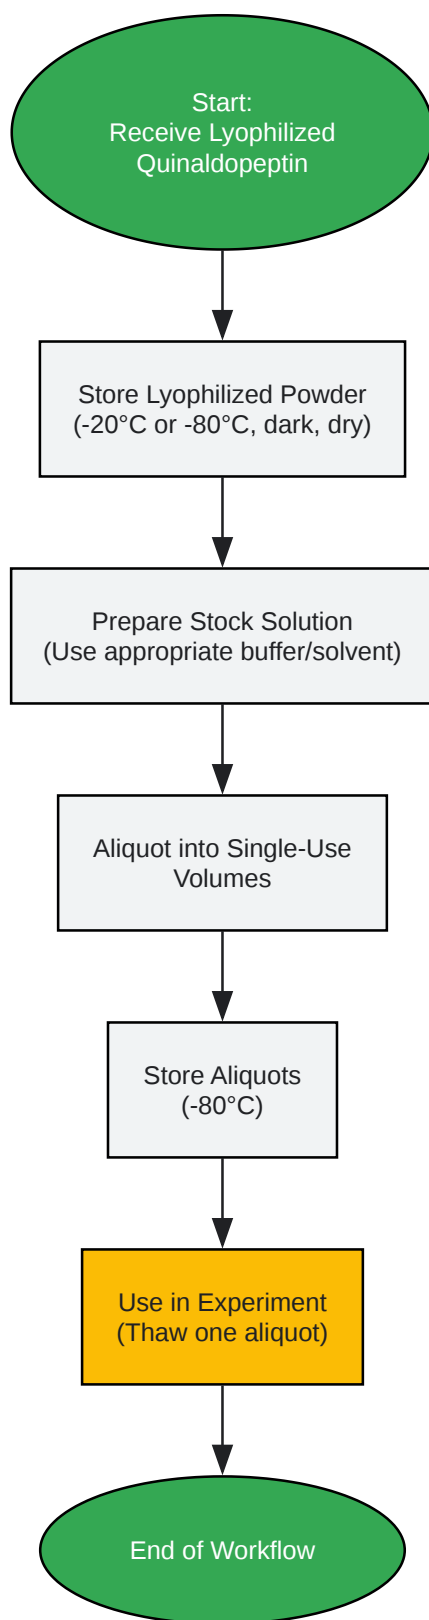 Start:
Receive Lyophilized
Quinaldopeptin
Store Lyophilized Powder
(-20°C or -80°C, dark, dry)
Prepare Stock Solution
(Use appropriate buffer/solvent)
Aliquot into Single-Use
Volumes
Store Aliquots
(-80°C)
Use in Experiment
(Thaw one aliquot)
End of Workflow